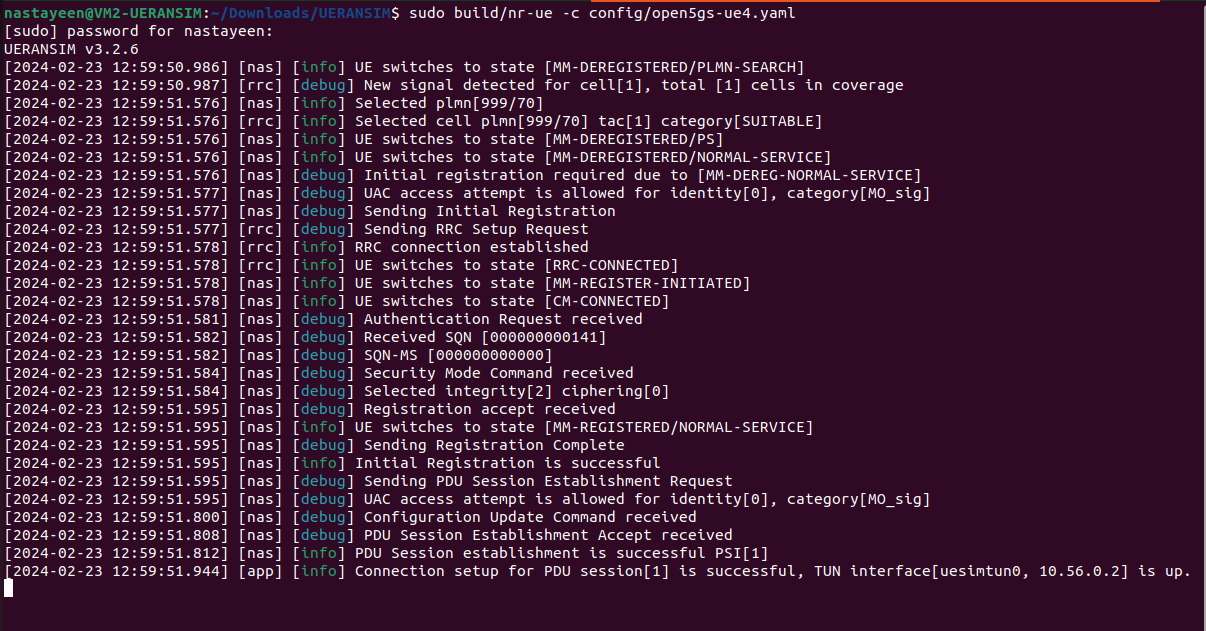 nastayeen@VM2-UERANSIM:~/Downloads/UERANSIM$ sudo build/nr-ue -c config/open5gs-ue4.yaml
[sudo] password for nastayeen:
UERANSIM v3.2.6
[2024-02-23 12:59:50.986] [nas] [info] UE switches to state [MM-DEREGISTERED/PLMN-SEARCH]
[2024-02-23 12:59:50.987] [rrc] [debug] New signal detected for cell[1], total [1] cells in coverage
[2024-02-23 12:59:51.576] [nas] [info] Selected plmn[999/70]
[2024-02-23 12:59:51.576] [rrc] [info] Selected cell plmn[999/70] tac[1] category[SUITABLE]
[2024-02-23 12:59:51.576] [nas] [info] UE switches to state [MM-DEREGISTERED/PS]
[2024-02-23 12:59:51.576] [nas] [info] UE switches to state [MM-DEREGISTERED/NORMAL-SERVICE]
[2024-02-23 12:59:51.576] [nas] [debug] Initial registration required due to [MM-DEREG-NORMAL-SERVICE]
[2024-02-23 12:59:51.577] [nas] [debug] UAC access attempt is allowed for identity[0], category[MO_sig]
[2024-02-23 12:59:51.577] [nas] [debug] Sending Initial Registration
[2024-02-23 12:59:51.577] [rrc] [debug] Sending RRC Setup Request
[2024-02-23 12:59:51.578] [rrc] [info] RRC connection established
[2024-02-23 12:59:51.578] [rrc] [info] UE switches to state [RRC-CONNECTED]
[2024-02-23 12:59:51.578] [nas] [info] UE switches to state [MM-REGISTER-INITIATED]
[2024-02-23 12:59:51.578] [nas] [info] UE switches to state [CM-CONNECTED]
[2024-02-23 12:59:51.581] [nas] [debug] Authentication Request received
[2024-02-23 12:59:51.582] [nas] [debug] Received SQN [000000000141]
[2024-02-23 12:59:51.582] [nas] [debug] SQN-MS [000000000000]
[2024-02-23 12:59:51.584] [nas] [debug] Security Mode Command received
[2024-02-23 12:59:51.584] [nas] [debug] Selected integrity[2] ciphering[0]
[2024-02-23 12:59:51.595] [nas] [debug] Registration accept received
[2024-02-23 12:59:51.595] [nas] [info] UE switches to state [MM-REGISTERED/NORMAL-SERVICE]
[2024-02-23 12:59:51.595] [nas] [debug] Sending Registration Complete
[2024-02-23 12:59:51.595] [nas] [info] Initial Registration is successful
[2024-02-23 12:59:51.595] [nas] [debug] Sending PDU Session Establishment Request
[2024-02-23 12:59:51.595] [nas] [debug] UAC access attempt is allowed for identity[0], category[MO_sig]
[2024-02-23 12:59:51.800] [nas] [debug] Configuration Update Command received
[2024-02-23 12:59:51.808] [nas] [debug] PDU Session Establishment Accept received
[2024-02-23 12:59:51.812] [nas] [info] PDU Session establishment is successful PSI[1]
[2024-02-23 12:59:51.944] [app] [info] Connection setup for PDU session[1] is successful, TUN interface[uesimtun0, 10.56.0.2] is up.